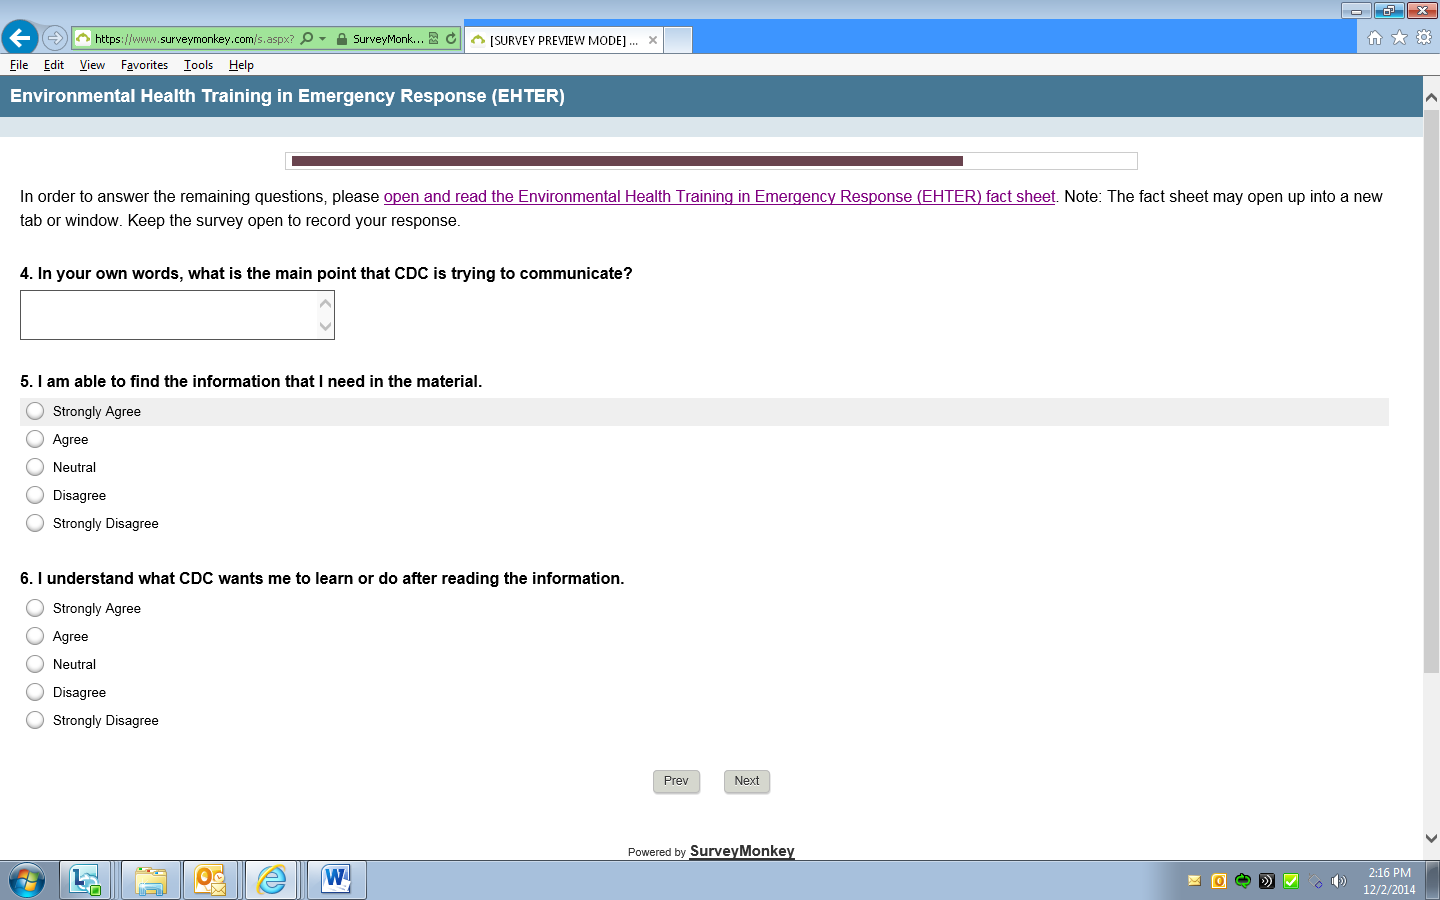 https://www.surveymonkey.com/s.aspx?
SurveyMonk...
[SURVEY PREVIEW MODE] ...
File Edit View Favorites Tools Help
Environmental Health Training in Emergency Response (EHTER)
In order to answer the remaining questions, please open and read the Environmental Health Training in Emergency Response (EHTER) fact sheet. Note: The fact sheet may open up into a new
tab or window. Keep the survey open to record your response.
4. In your own words, what is the main point that CDC is trying to communicate?
5. I am able to find the information that I need in the material.
Strongly Agree
Agree
Neutral
Disagree
Strongly Disagree
6. I understand what CDC wants me to learn or do after reading the information.
Strongly Agree
Agree
Neutral
Disagree
Strongly Disagree
Prev Next
Powered by SurveyMonkey
2:16 PM
12/2/2014